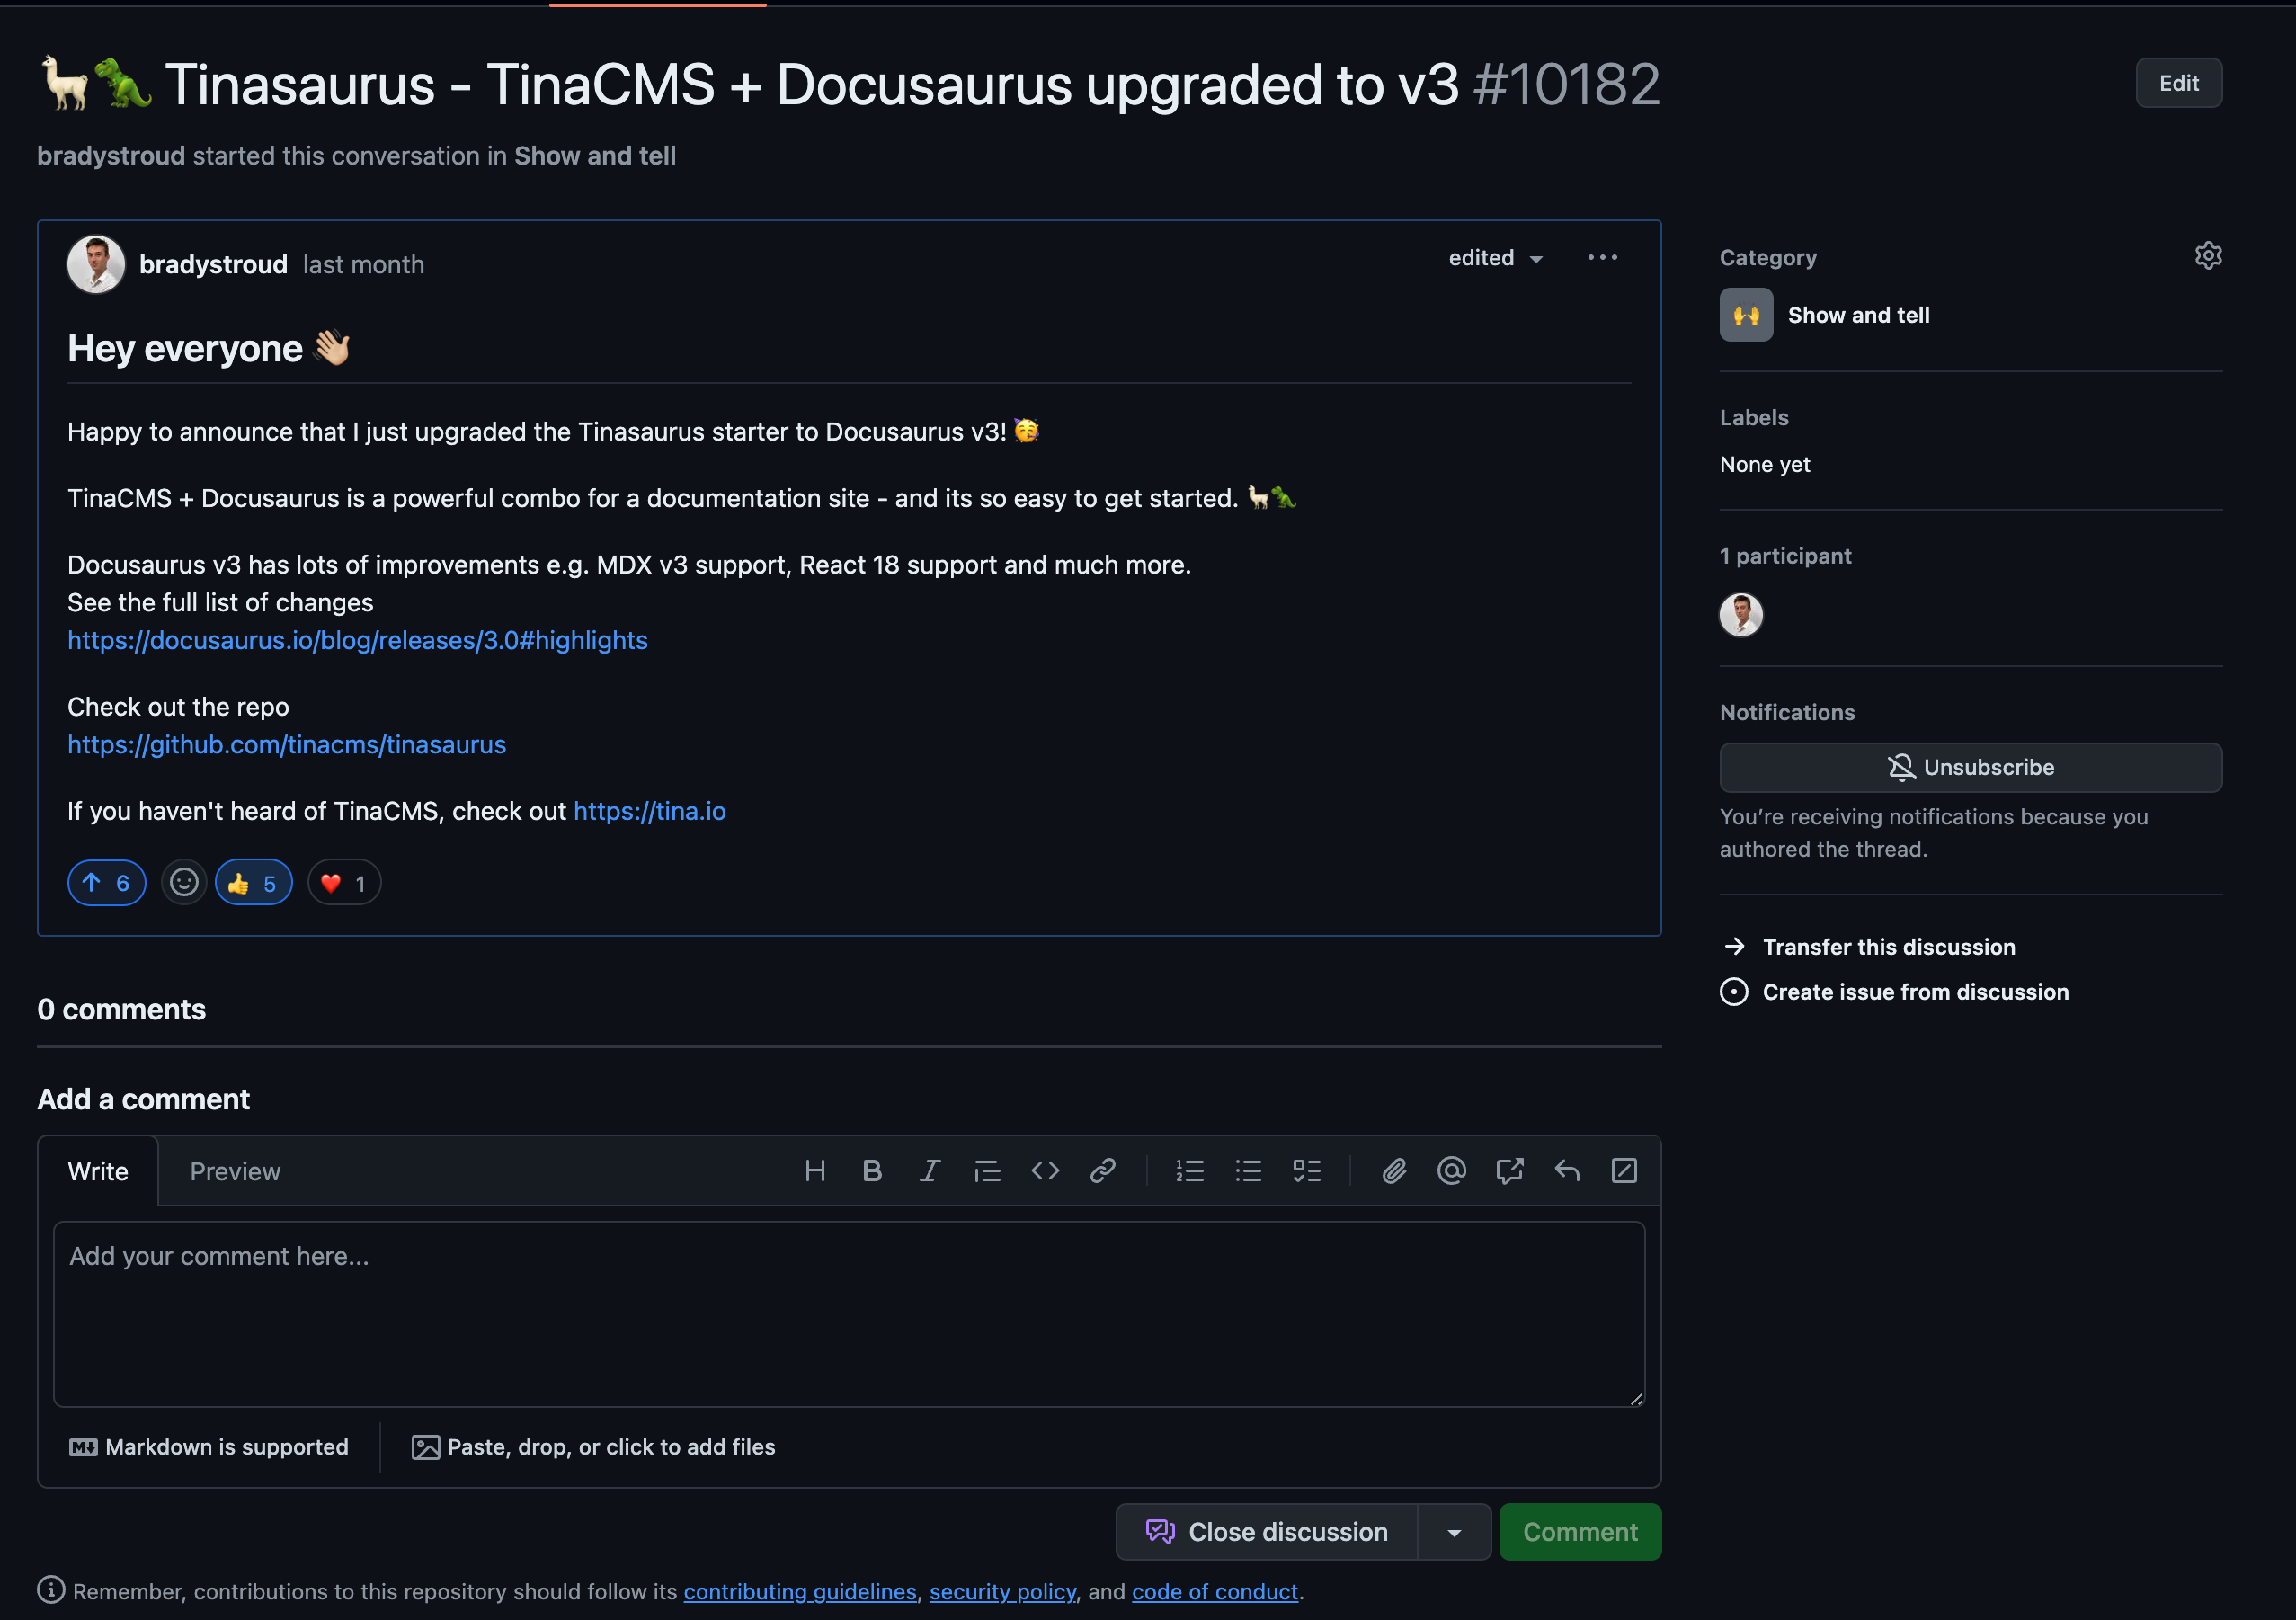 🦙🦖 Tinasaurus - TinaCMS + Docusaurus upgraded to v3 #10182
Edit
bradystroud started this conversation in Show and tell
bradystroud last month
edited
Hey everyone 👋🏼
Happy to announce that I just upgraded the Tinasaurus starter to Docusaurus v3! 🥳
TinaCMS + Docusaurus is a powerful combo for a documentation site - and its so easy to get started. 🦙🦖
Docusaurus v3 has lots of improvements e.g. MDX v3 support, React 18 support and much more.
See the full list of changes
https://docusaurus.io/blog/releases/3.0#highlights
Check out the repo
https://github.com/tinacms/tinasaurus
If you haven't heard of TinaCMS, check out https://tina.io
↑ 6 👍 5 ❤️ 1
0 comments
Add a comment
Write Preview
Add your comment here...
Markdown is supported
Paste, drop, or click to add files
Close discussion
Comment
Remember, contributions to this repository should follow its contributing guidelines, security policy, and code of conduct.
Category
🙌 Show and tell
Labels
None yet
1 participant
Notifications
Unsubscribe
You’re receiving notifications because you
authored the thread.
Transfer this discussion
Create issue from discussion